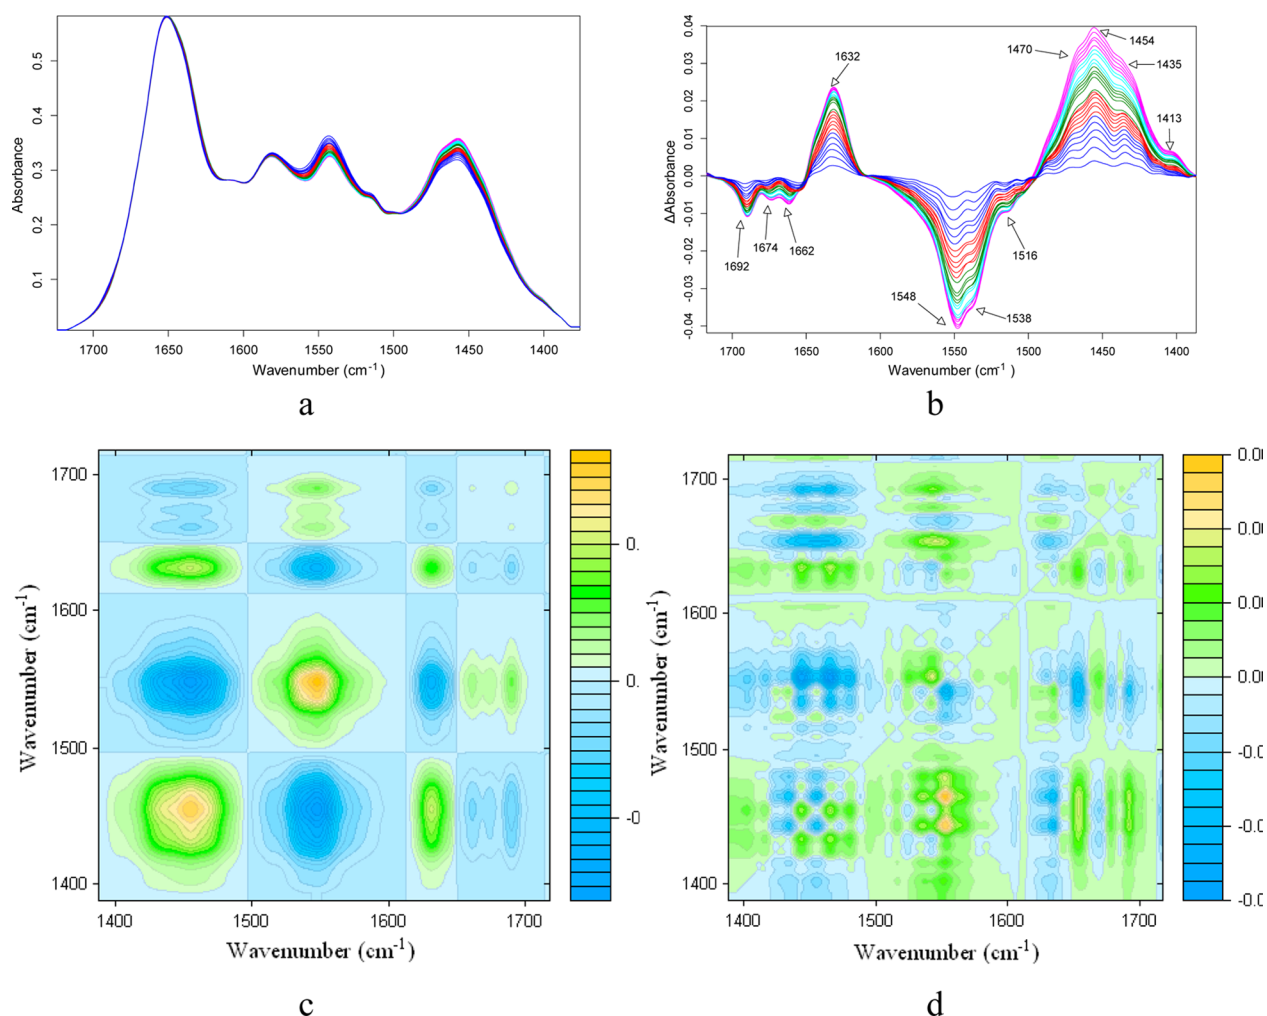 0.5
0.4
0.3
0.2
0.1
Absorbance
1700 1650 1600 1550 1500 1450 1400
Wavenumber (cm-1 )
a
0.04
0.03
0.02
0.01
0.00
-0.01
-0.02
-0.03
-0.04
ΔAbsorbance
1632
1470
1454
1435
1413
1692
1674
1662
1516
1548
1538
1700 1650 1600 1550 1500 1450 1400
Wavenumber (cm-1 )
b
1700
1600
1500
1400
Wavenumber (cm-1)
1400 1500 1600 1700
Wavenumber (cm-1)
0.
0.
-0
c
1700
1600
1500
1400
Wavenumber (cm-1)
1400 1500 1600 1700
Wavenumber (cm-1)
d